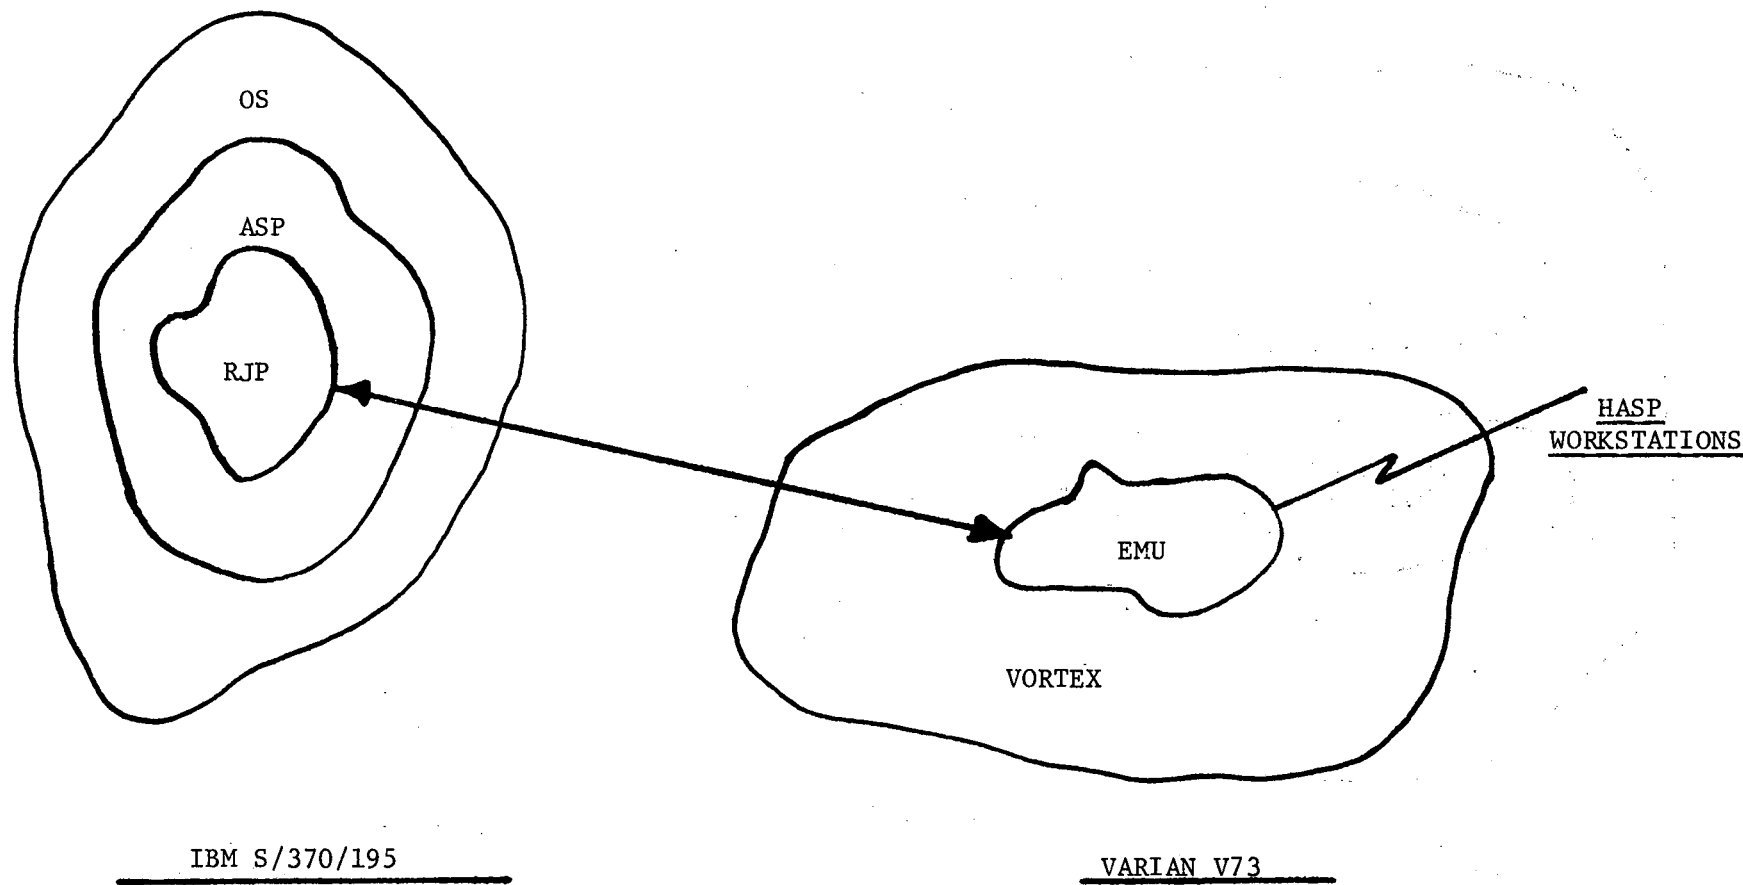 OS
ASP
RJP
HASP
WORKSTATIONS
EMU
VORTEX
IBM S/370/195
VARIAN V73